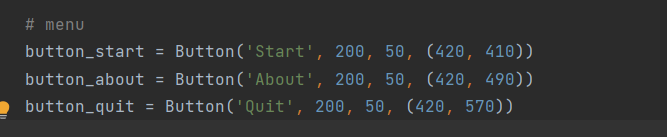 # menu
button_start = Button('Start', 200, 50, (420, 410))
button_about = Button('About', 200, 50, (420, 490))
button_quit = Button('Quit', 200, 50, (420, 570))